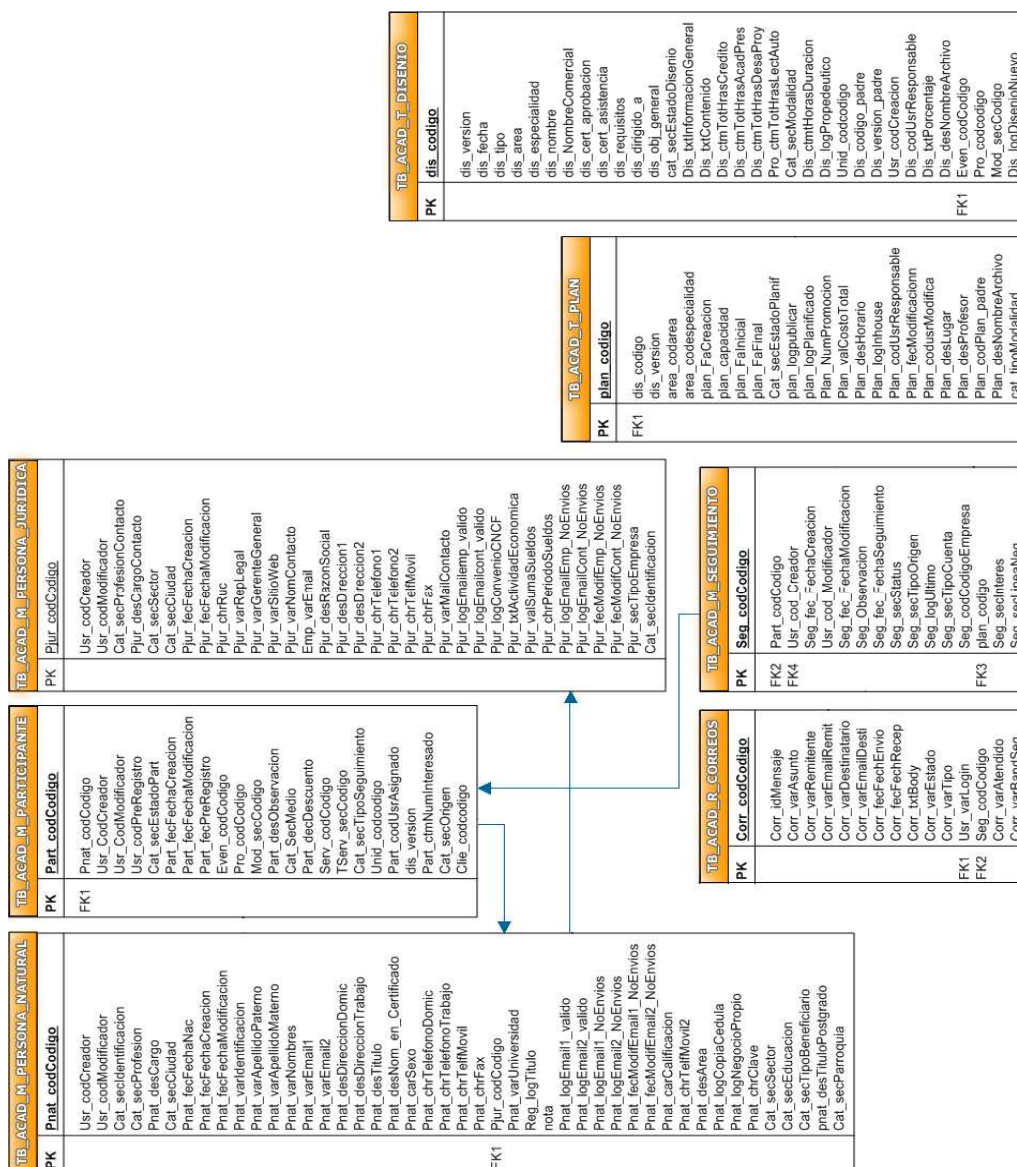 TB_ACAD_M_PERSONA_NATURAL
PK Pnat_codCodigo
Usr_codCreador
Usr_codModificador
Cat_secIdentificacion
Cat_secProfesion
Pnat_desCargo
Cat_secCiudad
Pnat_fecFechaNac
Pnat_fecFechaCreacion
Pnat_fecFechaModificacion
Pnat_varIdentificacion
Pnat_varApellidoPaterno
Pnat_varApellidoMaterno
Pnat_varNombres
Pnat_varEmail1
Pnat_varEmail2
Pnat_desDireccionDomic
Pnat_desDireccionTrabajo
Pnat_desTitulo
Pnat_desNom_en_Certificado
Pnat_carSexo
Pnat_chrTelefonoDomic
Pnat_chrTelefonoTrabajo
Pnat_chrTelfMovil
Pnat_chrFax
FK1 Pjur_codCodigo
Pnat_varUniversidad
Reg_logTitulo
nota
Pnat_logEmail1_valido
Pnat_logEmail2_valido
Pnat_logEmail1_NoEnvios
Pnat_logEmail2_NoEnvios
Pnat_fecModifEmail1_NoEnvios
Pnat_fecModifEmail2_NoEnvios
Pnat_carCalificacion
Pnat_chrTelfMovil2
Pnat_desArea
Pnat_logCopiaCedula
Pnat_logNegocioPropio
Pnat_chrClave
Cat_secSector
Cat_secEducacion
Cat_secTipoBeneficiario
pnat_desTituloPostgrado
Cat_secParroquia
TB_ACAD_M_PARTICIPANTE
PK Part_codCodigo
FK1 Pnat_codCodigo
Usr_CodCreador
Usr_CodModificador
Usr_codPreRegistro
Cat_secEstadoPart
Part_fecFechaCreacion
Part_fecFechaModificacion
Part_fecPreRegistro
Even_codCodigo
Pro_codCodigo
Mod_secCodigo
Part_desObservacion
Cat_SecMedio
Part_decDescuento
Serv_codCodigo
TServ_secCodigo
Cat_secTipoSeguimiento
Unid_codcodigo
Part_codUsrAsignado
dis_version
Part_ctmNumInteresado
Cat_secOrigen
Clie_codcodigo
TB_ACAD_M_PERSONA_JURIDICA
PK Pjur_codCodigo
Usr_codCreador
Usr_codModificador
Cat_secProfesionContacto
Pjur_desCargoContacto
Cat_secSector
Cat_secCiudad
Pjur_fecFechaCreacion
Pjur_fecFechaModificacion
Pjur_chrRuc
Pjur_varRepLegal
Pjur_varGerenteGeneral
Pjur_varSitioWeb
Pjur_varNomContacto
Emp_varEmail
Pjur_desRazonSocial
Pjur_desDireccion1
Pjur_desDireccion2
Pjur_chrTelefono1
Pjur_chrTelefono2
Pjur_chrTelfMovil
Pjur_chrFax
Pjur_varMailContacto
Pjur_logEmailemp_valido
Pjur_logEmailcont_valido
Pjur_logConvenioCNCF
Pjur_txtActividadEconomica
Pjur_valSumaSueldos
Pjur_chrPeriodoSueldos
Pjur_logEmailEmp_NoEnvios
Pjur_logEmailCont_NoEnvios
Pjur_fecModifEmp_NoEnvios
Pjur_fecModifCont_NoEnvios
Pjur_secTipoEmpresa
Cat_secIdentificacion
TB_ACAD_R_CORREOS
PK Corr_codCodigo
Corr_idMensaje
Corr_varAsunto
Corr_varRemitente
Corr_varEmailRemit
Corr_varDestinatario
Corr_varEmailDesti
Corr_fecFechEnvio
Corr_fecFechRecep
Corr_txtBody
Corr_varEstado
Corr_varTipo
FK1 Usr_varLogin
FK2 Seg_codCodigo
Corr_varAtendido
Corr_varBandSeg
TB_ACAD_M_SEGUIMIENTO
PK Seg_codCodigo
FK2 Part_codCodigo
FK4 Usr_cod_Creador
Seg_fec_FechaCreacion
Usr_cod_Modificador
Seg_fec_FechaModificacion
Seg_Observacion
Seg_fec_FechaSeguimiento
Seg_secStatus
Seg_secTipoOrigen
Seg_logUltimo
Seg_secTipoCuenta
Seg_codCodigoEmpresa
FK3 plan_codigo
Seg_secInteres
Seg_secLineaNeg
TB_ACAD_T_PLAN
PK plan_codigo
FK1 dis_codigo
dis_version
area_codarea
area_codespecialidad
plan_FaCreacion
plan_capacidad
plan_FaInicial
plan_FaFinal
Cat_secEstadoPlanif
plan_logpublicar
plan_logPlanificado
Plan_NumPromocion
Plan_valCostoTotal
Plan_desHorario
Plan_logInhouse
Plan_codUsrResponsable
Plan_fecModificacionn
Plan_codusrModifica
Plan_desLugar
Plan_desProfesor
Plan_codPlan_padre
Plan_desNombreArchivo
cat_tipoModalidad
TB_ACAD_T_DISENIO
PK dis_codigo
dis_version
dis_fecha
dis_tipo
dis_area
dis_especialidad
dis_nombre
dis_NombreComercial
dis_cert_aprobacion
dis_cert_asistencia
dis_requisitos
dis_dirigido_a
dis_obj_general
cat_secEstadoDisenio
Dis_txtInformacionGeneral
Dis_txtContenido
Dis_ctmTotHrasCredito
Dis_ctmTotHrasAcadPres
Dis_ctmTotHrasDesaProy
Pro_ctmTotHrasLectAuto
Cat_secModalidad
Dis_ctmtHorasDuracion
Dis_logPropedeutico
Unid_codcodigo
Dis_codigo_padre
Dis_version_padre
Usr_codCreacion
Dis_codUsrResponsable
Dis_txtPorcentaje
Dis_desNombreArchivo
FK1 Even_codCodigo
Pro_codcodigo
Mod_secCodigo
Dis_logDisenioNuevo